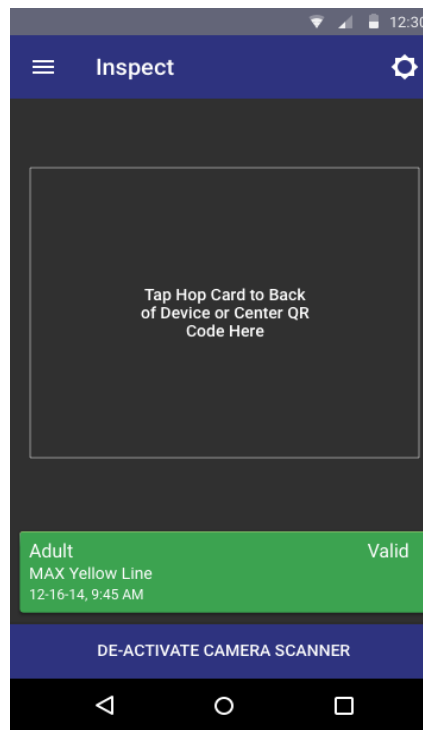 12:30
Inspect
Tap Hop Card to Back
of Device or Center QR
Code Here
Adult Valid
MAX Yellow Line
12-16-14, 9:45 AM
DE-ACTIVATE CAMERA SCANNER